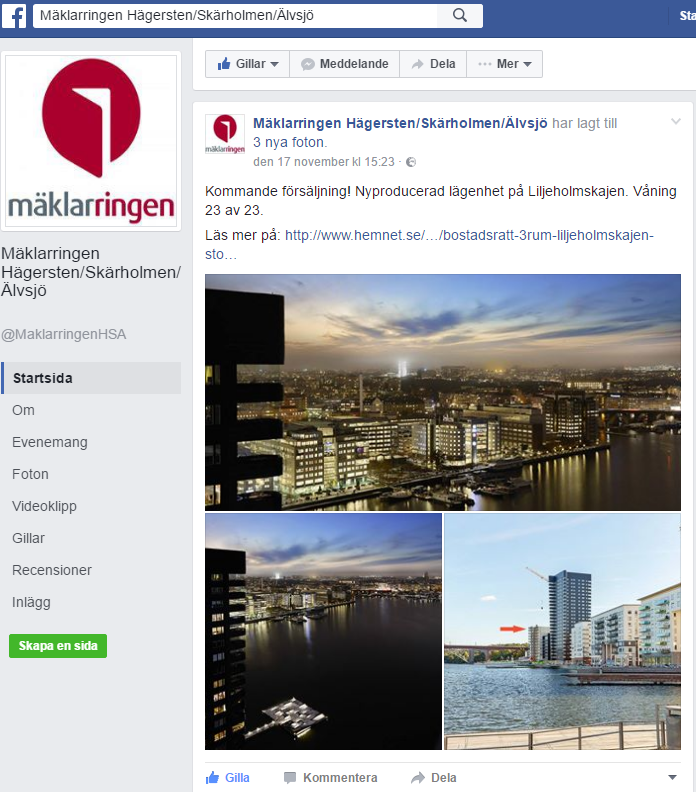 Mäklarringen Hägersten/Skärholmen/Älvsjö
Sta
Gillar
Meddelande
Dela
Mer
mäklarringen
Mäklarringen
Hägersten/Skärholmen/
Älvsjö
@MaklarringenHSA
Startsida
Om
Evenemang
Foton
Videoklipp
Gillar
Recensioner
Inlägg
Skapa en sida
mäklarringen
Mäklarringen Hägersten/Skärholmen/Älvsjö har lagt till
3 nya foton.
den 17 november kl 15:23 ·
Kommande försäljning! Nyproducerad lägenhet på Liljeholmskajen. Våning
23 av 23.
Läs mer på: http://www.hemnet.se/…/bostadsratt-3rum-liljeholmskajen-
sto…
Gilla
Kommentera
Dela